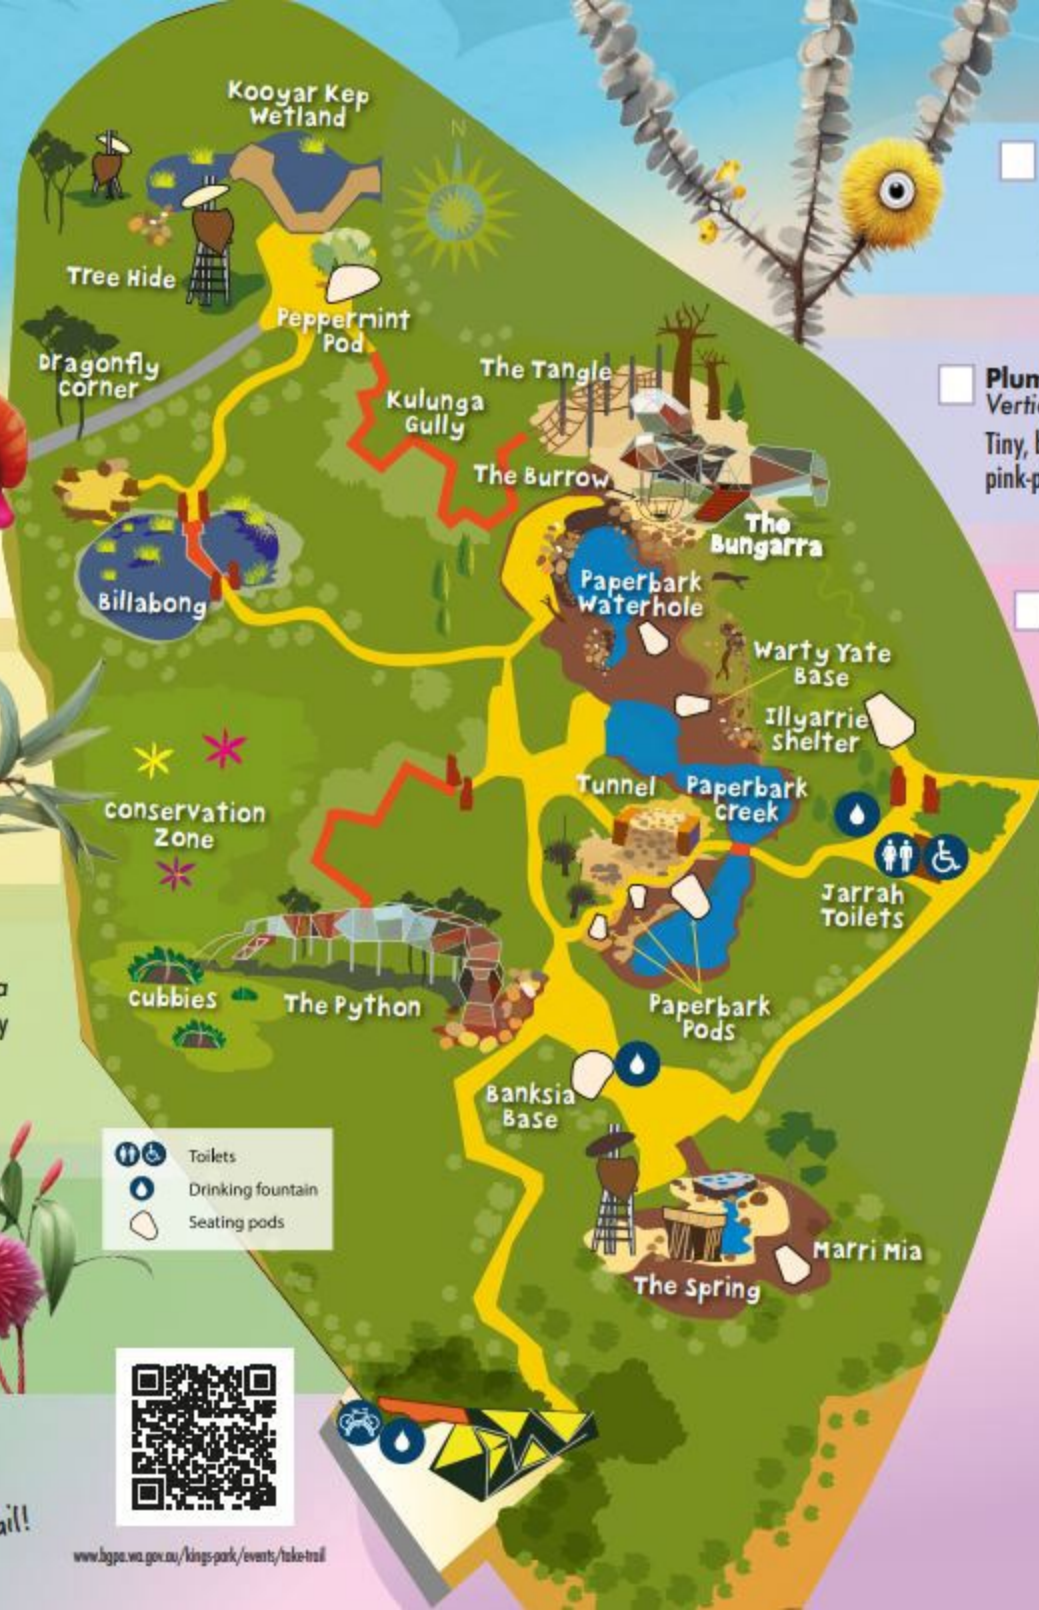 Kooyar Kep
Wetland
N
Tree Hide
Peppermint
Pod
Dragonfly
corner
The Tangle
Kulunga
Gully
The Burrow
The
Bungarra
Plum
Verti
Tiny, b
pink-p
Paperbark
Waterhole
Billabong
Warty Yate
Base
Illyarrie
shelter
Tunnel
Paperbark
creek
conservation
Zone
Jarrah
Toilets
cubbies
The Python
Paperbark
Pods
a
y
Banksia
Base
Toilets
Drinking fountain
Seating pods
Marri Mia
The Spring
ail!
www.bgpa.wa.gov.au/kings-park/events/take-trail